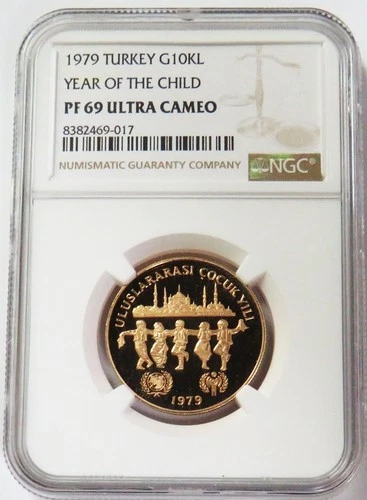 1979 TURKEY G10KL
YEAR OF THE CHILD
PF 69 ULTRA CAMEO
8382469-017
NUMISMATIC GUARANTY COMPANY
NGC
ULUSLARARASI ÇOCUK YILI
1979